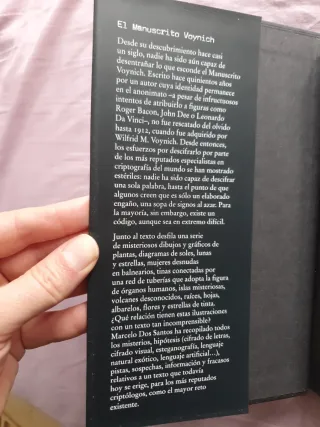 El Manuscrito Voynich
Desde su descubrimiento hace casi
un siglo, nadie ha sido aún capaz de
desentrañar lo que esconde el Manuscrito
Voynich. Escrito hace quinientos años
por un autor cuya identidad permanece
en el anonimato –a pesar de infructuosos
intentos de atribuirlo a figuras como
Roger Bacon, John Dee o Leonardo
Da Vinci–, no fue rescatado del olvido
hasta 1912, cuando fue adquirido por
Wilfrid M. Voynich. Desde entonces,
los esfuerzos por descifrarlo por parte
de los más reputados especialistas en
criptografía del mundo se han mostrado
estériles: nadie ha sido capaz de descifrar
una sola palabra, hasta el punto de que
algunos creen que es sólo un elaborado
engaño, una sopa de signos al azar. Para
la mayoría, sin embargo, existe un
código, aunque sea en extremo difícil.
Junto al texto desfila una serie
de misteriosos dibujos y gráficos de
plantas, diagramas de soles, lunas
y estrellas, mujeres desnudas
en balnearios, tinas conectadas por
una red de tuberías que adopta la figura
de órganos humanos, islas misteriosas,
volcanes desconocidos, raíces, hojas,
albarelos, flores y estrellas de tinta.
¿Qué relación tienen estas ilustraciones
con un texto tan incomprensible?
Marcelo Dos Santos ha recopilado todos
los misterios, hipótesis (cifrado de letras,
cifrado visual, esteganografía, lenguaje
natural exótico, lenguaje artificial...),
pistas, sospechas, información y fracasos
relativos a un texto que todavía
hoy se erige, para los más reputados
criptólogos, como el mayor reto
existente.